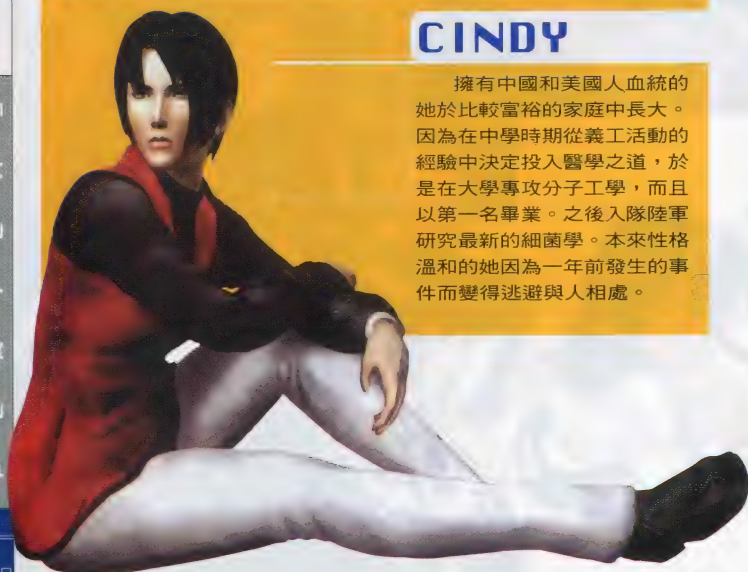 CINDY
擁有中國和美國人血統的
她於比較富裕的家庭中長大。
因為在中學時期從義工活動的
經驗中決定投入醫學之道，於
是在大學專攻分子工學，而且
以第一名畢業。之後入隊陸軍
研究最新的細菌學。本來性格
溫和的她因為一年前發生的事
件而變得逃避與人相處。